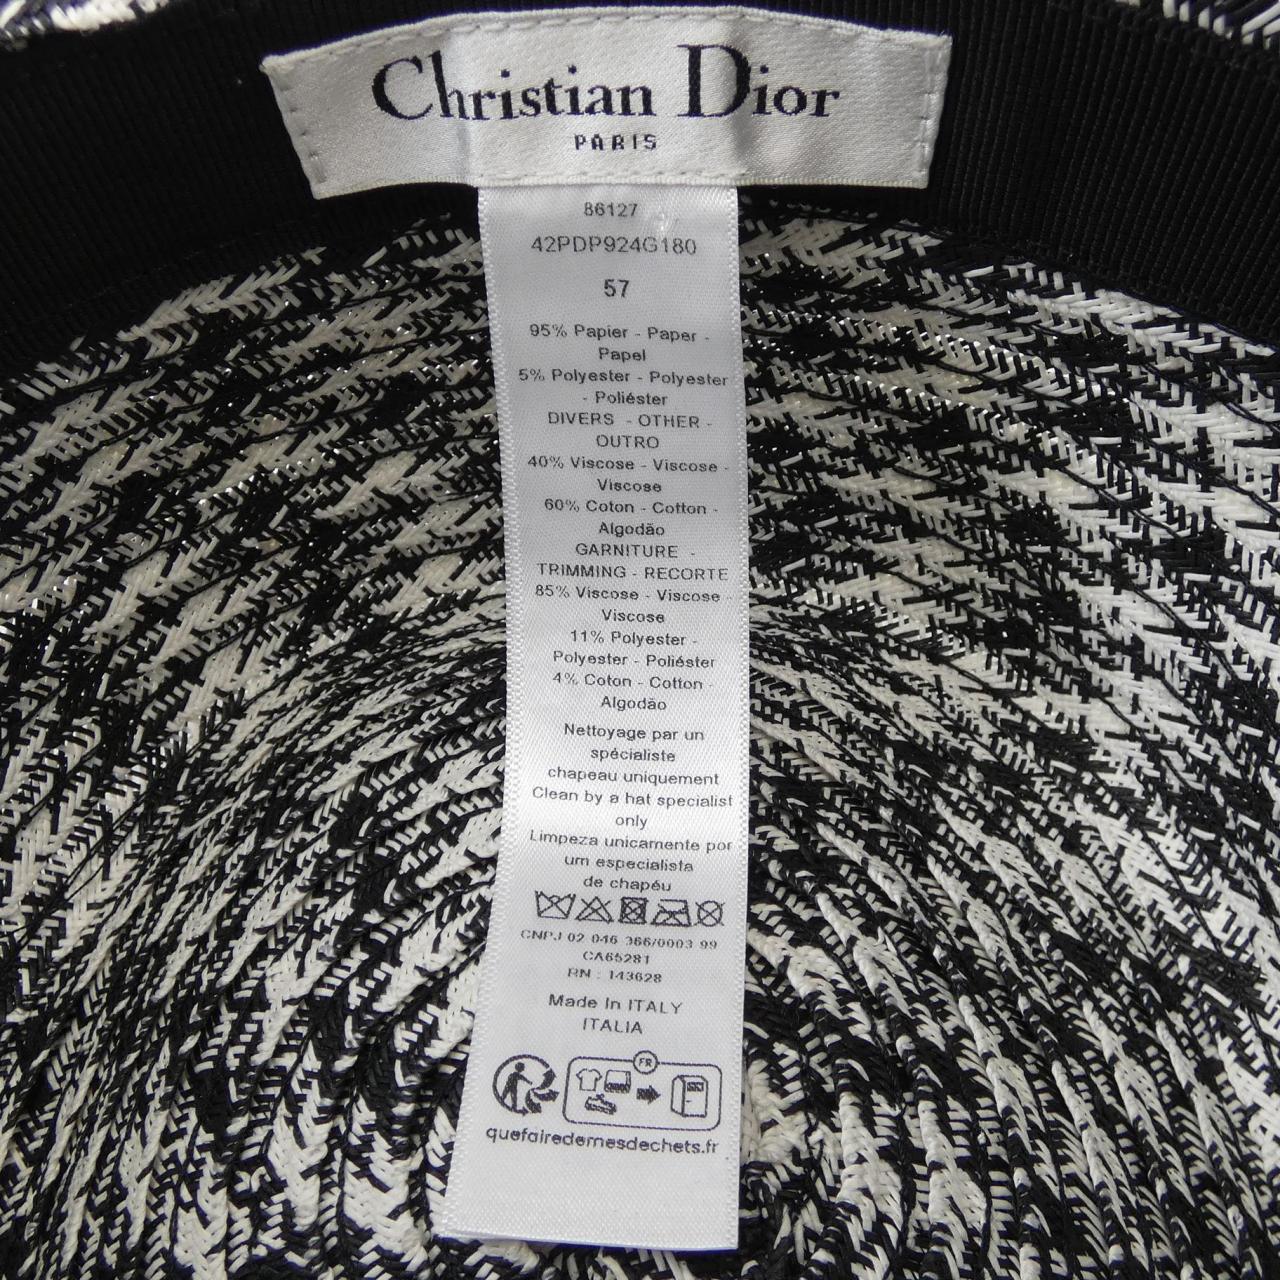 Christian Dior
PARIS
86127
42PDP924G180
57
95% Papier - Paper -
Papel
5% Polyester - Polyester
- Poliéster
DIVERS - OTHER -
OUTRO
40% Viscose - Viscose -
Viscose
60% Coton - Cotton -
Algodão
GARNITURE -
TRIMMING - RECORTE
85% Viscose - Viscose -
Viscose
11% Polyester -
Polyester - Poliéster
4% Coton - Cotton -
Algodão
Nettoyage par un
spécialiste
chapeau uniquement
Clean by a hat specialist
only
Limpeza unicamente por
um especialista
de chapéu
CNPJ 02 046 366/0003 99
CA65281
RN : 143628
Made In ITALY
ITALIA
FR
quefairedemesdechets.fr